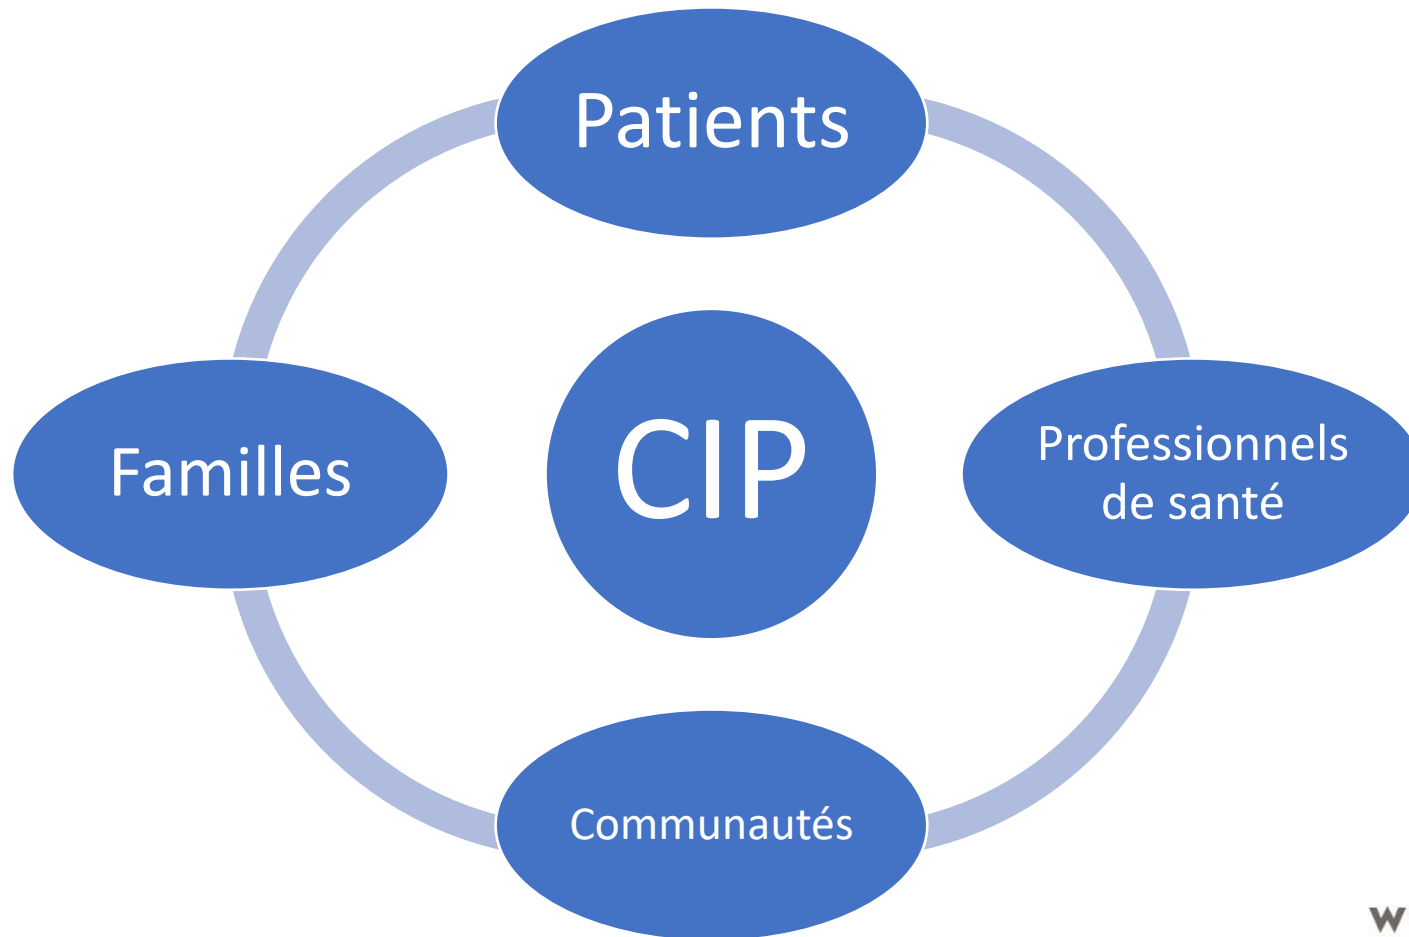 Patients
Familles
CIP
Professionnels
de santé
Communautés
W